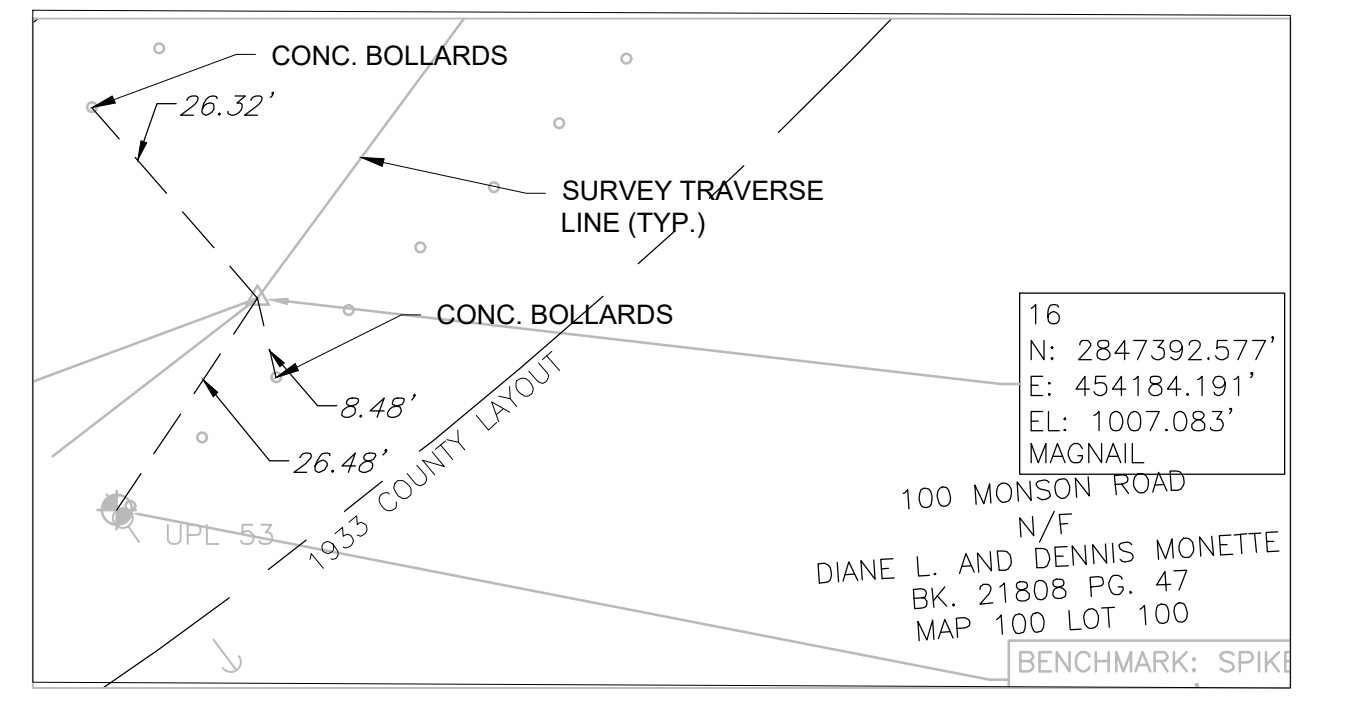 CONC. BOLLARDS
26.32'
SURVEY TRAVERSE
LINE (TYP.)
CONC. BOLLARDS
16
N: 2847392.577'
E: 454184.191'
EL: 1007.083'
MAGNAIL
8.48'
26.48'
1933 COUNTY LAYOUT
UPL 53
100 MONSON ROAD
N/F
DIANE L. AND DENNIS MONETTE
BK. 21808 PG. 47
MAP 100 LOT 100
BENCHMARK: SPIKE